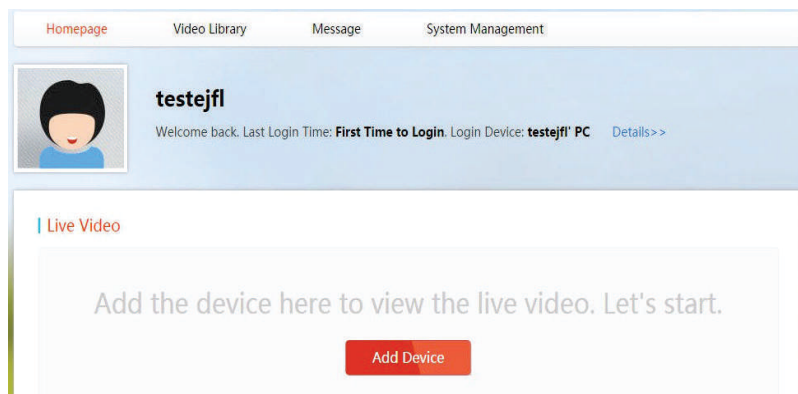 Homepage Video Library Message System Management
testejfl
Welcome back. Last Login Time: First Time to Login. Login Device: testejfl' PC Details>>
Live Video
Add the device here to view the live video. Let's start.
Add Device